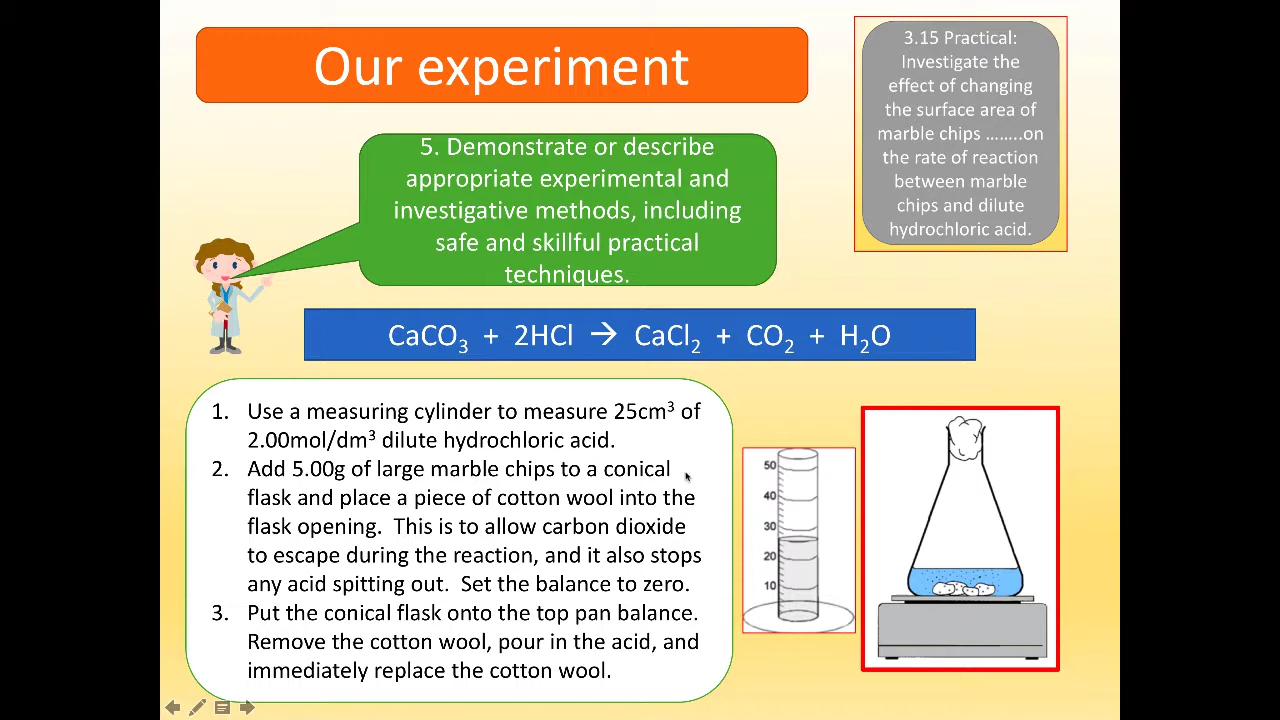 Our experiment
3.15 Practical:
Investigate the
effect of changing
the surface area of
marble chips ……..on
the rate of reaction
between marble
chips and dilute
hydrochloric acid.
5. Demonstrate or describe
appropriate experimental and
investigative methods, including
safe and skillful practical
techniques.
CaCO₃ + 2HCl → CaCl₂ + CO₂ + H₂O
1. Use a measuring cylinder to measure 25cm³ of
2.00mol/dm³ dilute hydrochloric acid.
2. Add 5.00g of large marble chips to a conical
flask and place a piece of cotton wool into the
flask opening. This is to allow carbon dioxide
to escape during the reaction, and it also stops
any acid spitting out. Set the balance to zero.
3. Put the conical flask onto the top pan balance.
Remove the cotton wool, pour in the acid, and
immediately replace the cotton wool.
50
40
30
20
10